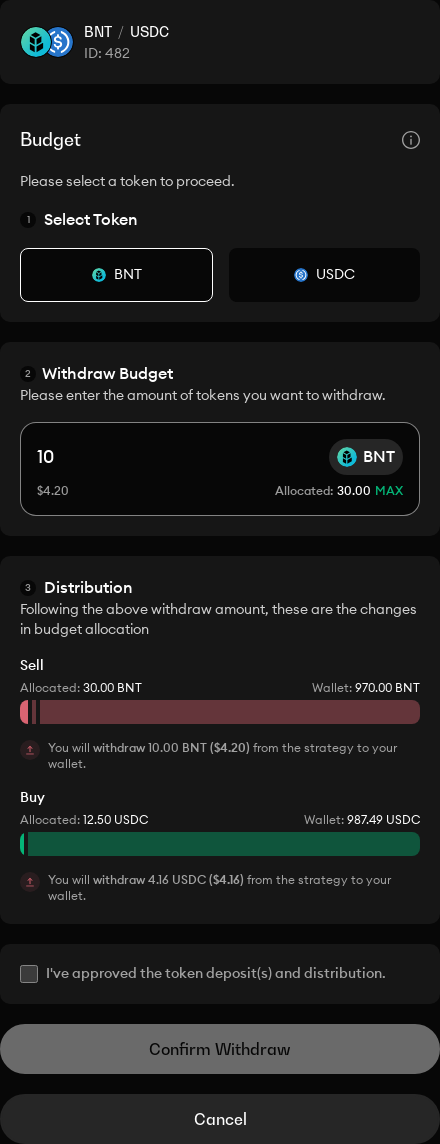 BNT / USDC
ID: 482
Budget
Please select a token to proceed.
1 Select Token
BNT
USDC
2 Withdraw Budget
Please enter the amount of tokens you want to withdraw.
10
BNT
$4.20
Allocated: 30.00 MAX
3 Distribution
Following the above withdraw amount, these are the changes
in budget allocation
Sell
Allocated: 30.00 BNT
Wallet: 970.00 BNT
You will withdraw 10.00 BNT ($4.20) from the strategy to your
wallet.
Buy
Allocated: 12.50 USDC
Wallet: 987.49 USDC
You will withdraw 4.16 USDC ($4.16) from the strategy to your
wallet.
I've approved the token deposit(s) and distribution.
Confirm Withdraw
Cancel